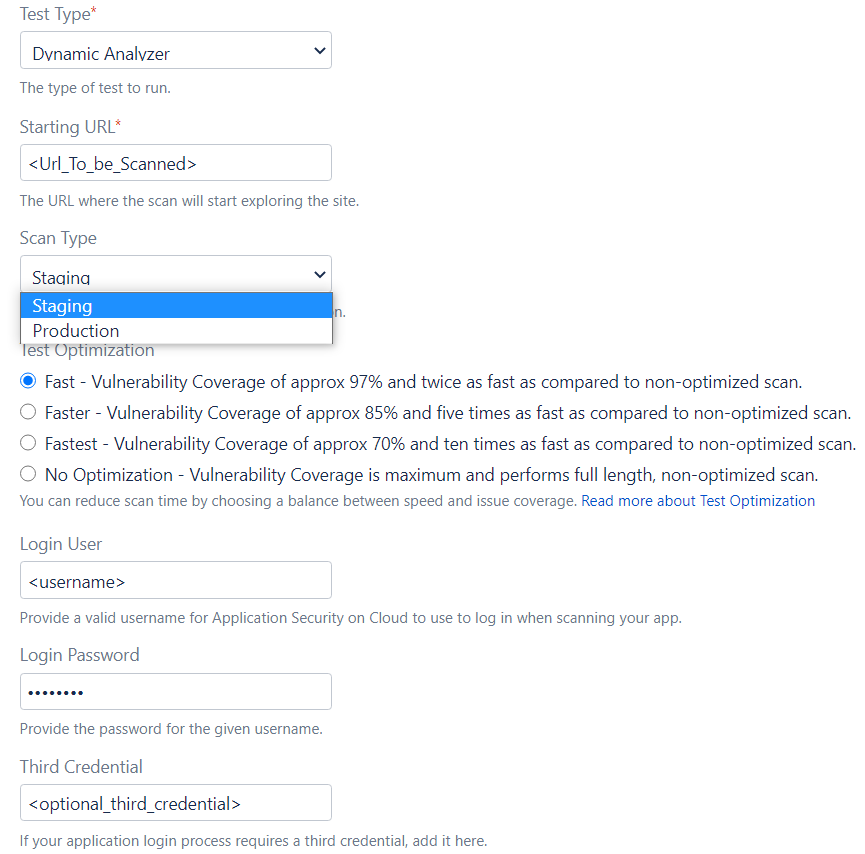 Test Type*
Dynamic Analyzer
The type of test to run.
Starting URL*
<Url_To_be_Scanned>
The URL where the scan will start exploring the site.
Scan Type
Staging
Staging
Production
Test Optimization
Fast - Vulnerability Coverage of approx 97% and twice as fast as compared to non-optimized scan.
Faster - Vulnerability Coverage of approx 85% and five times as fast as compared to non-optimized scan.
Fastest - Vulnerability Coverage of approx 70% and ten times as fast as compared to non-optimized scan.
No Optimization - Vulnerability Coverage is maximum and performs full length, non-optimized scan.
You can reduce scan time by choosing a balance between speed and issue coverage. Read more about Test Optimization
Login User
<username>
Provide a valid username for Application Security on Cloud to use to log in when scanning your app.
Login Password
••••••••
Provide the password for the given username.
Third Credential
<optional_third_credential>
If your application login process requires a third credential, add it here.